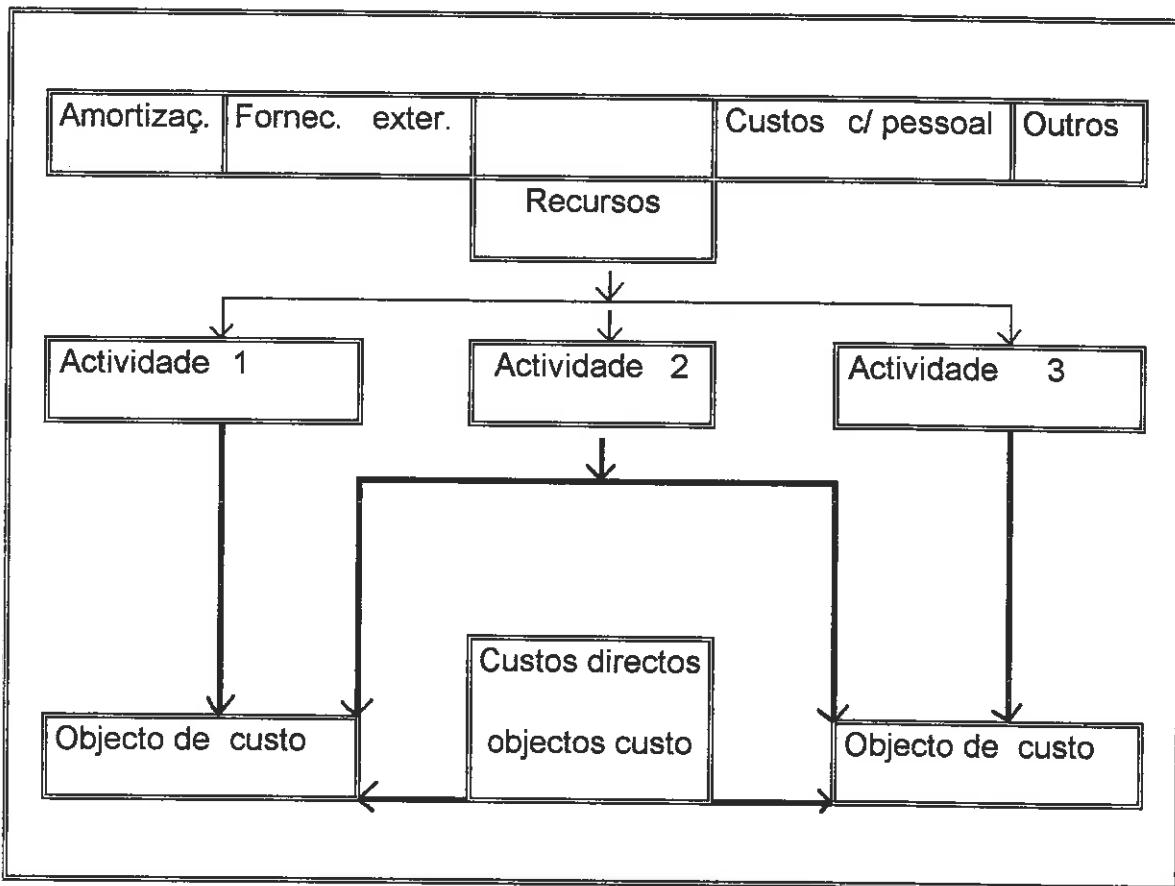 Amortizaç. Fornec. exter. Custos c/ pessoal Outros
Recursos
Actividade 1 Actividade 2 Actividade 3
Custos directos
objectos custo
Objecto de custo Objecto de custo